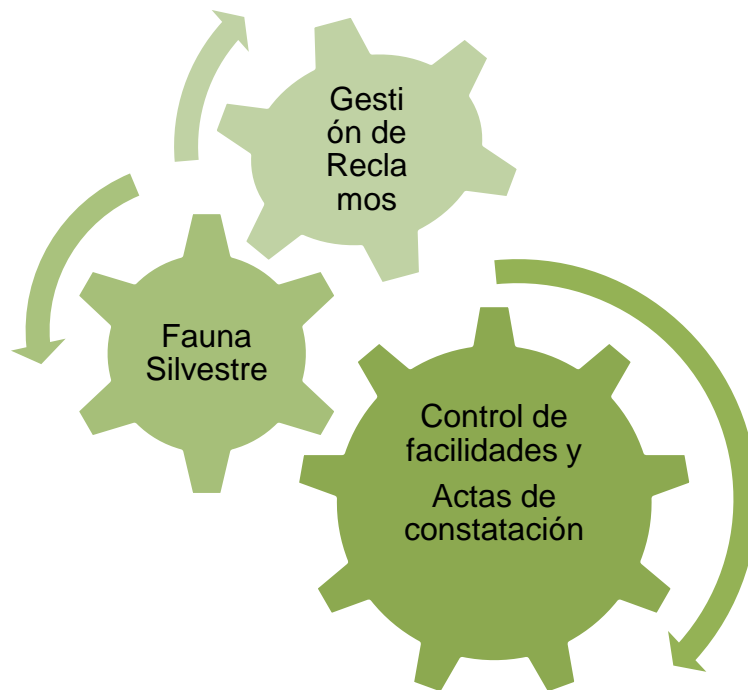 Gesti
ón de
Recla
mos
Fauna
Silvestre
Control de
facilidades y
Actas de
constatación